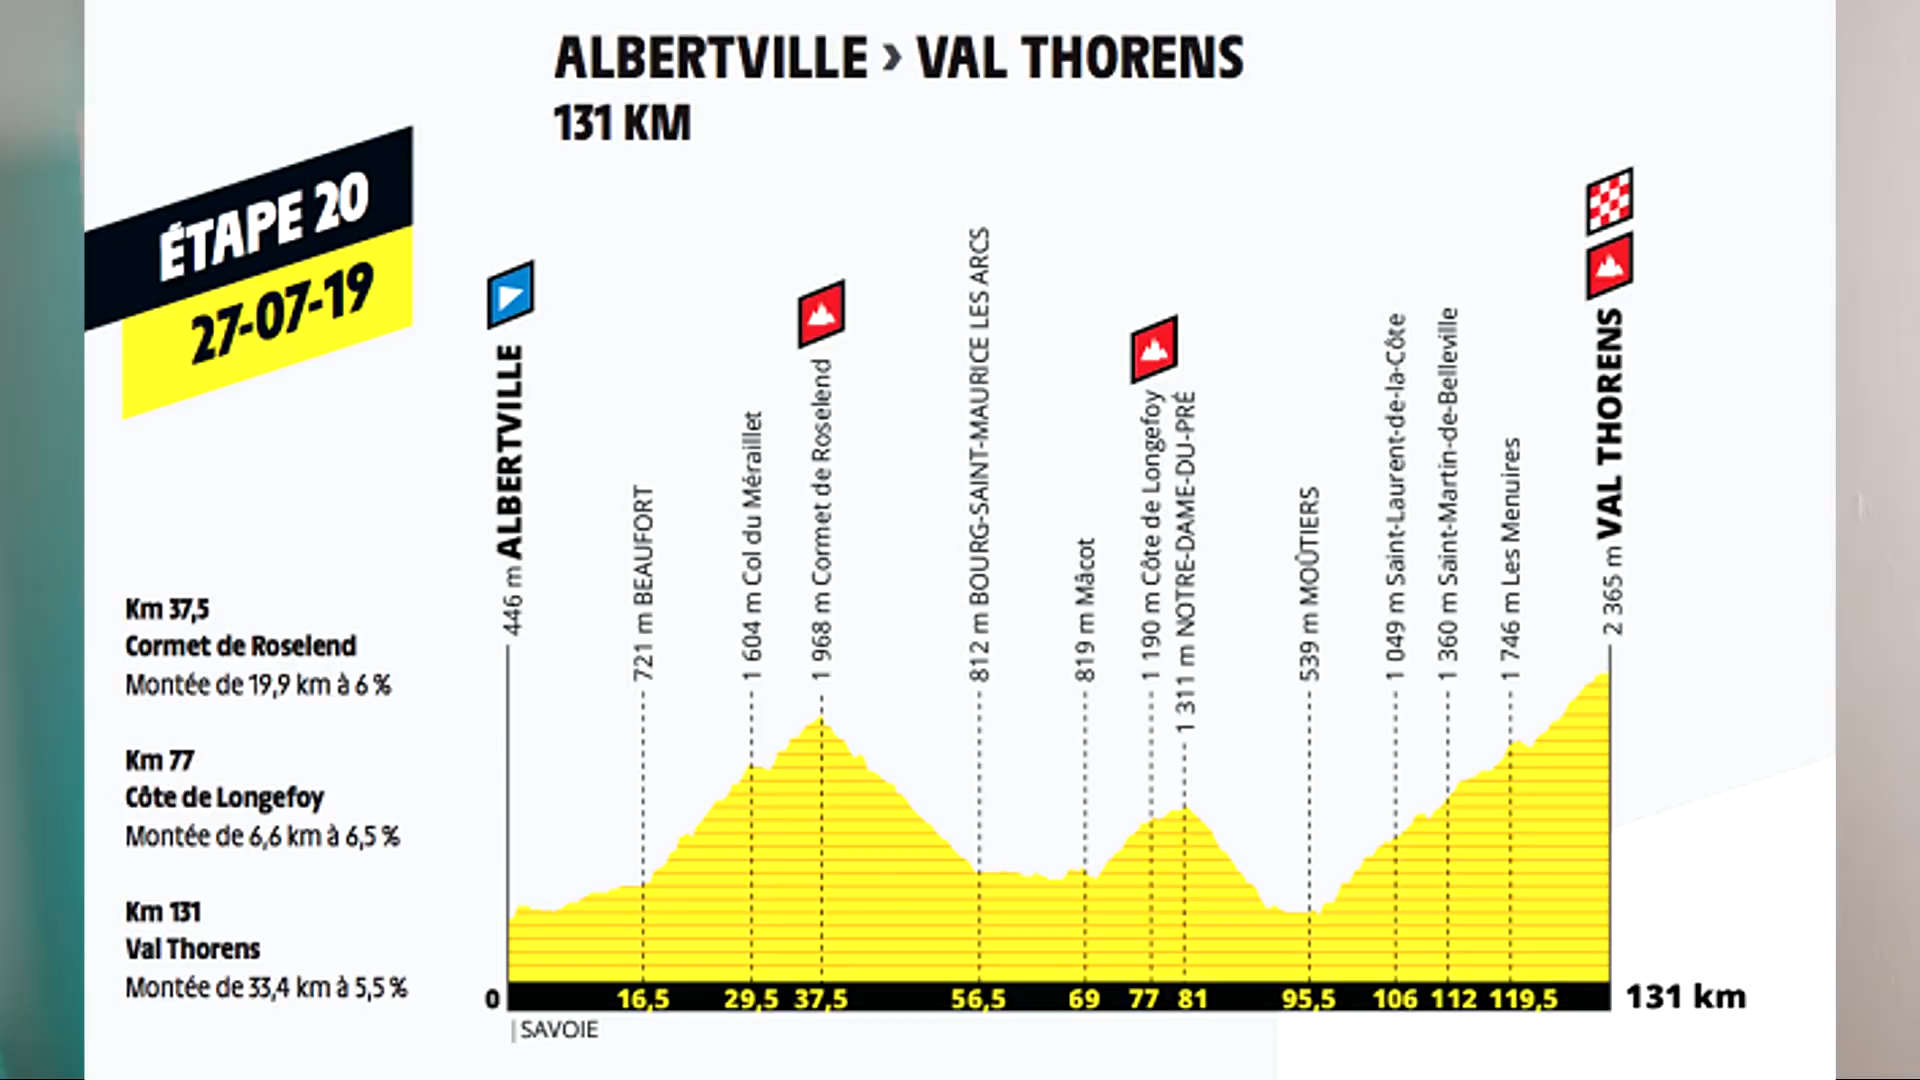 ALBERTVILLE › VAL THORENS
131 KM
ÉTAPE 20
27-07-19
Km 37,5
Cormet de Roselend
Montée de 19,9 km à 6 %
Km 77
Côte de Longefoy
Montée de 6,6 km à 6,5 %
Km 131
Val Thorens
Montée de 33,4 km à 5,5 %
446 m ALBERTVILLE
721 m BEAUFORT
1 604 m Col du Méraillet
1 968 m Cormet de Roselend
812 m BOURG-SAINT-MAURICE LES ARCS
819 m Mâcot
1 190 m Côte de Longefoy
1 311 m NOTRE-DAME-DU-PRÉ
539 m MOÛTIERS
1 049 m Saint-Laurent-de-la-Côte
1 360 m Saint-Martin-de-Belleville
1 746 m Les Menuires
2 365 m VAL THORENS
0 16,5 29,5 37,5 56,5 69 77 81 95,5 106 112 119,5 131 km
SAVOIE